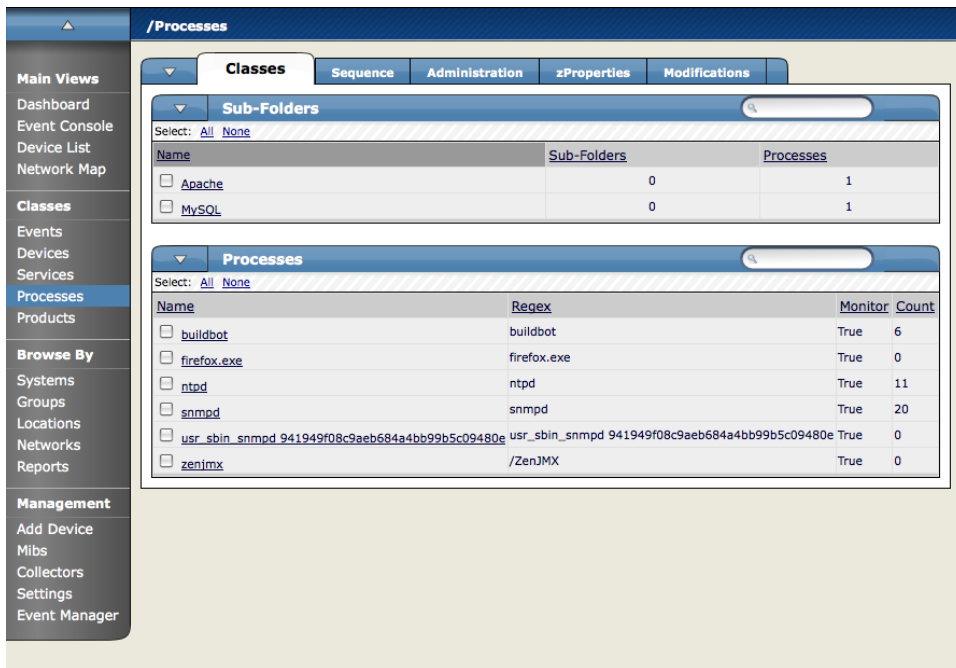 /Processes
Main Views
Dashboard
Event Console
Device List
Network Map
Classes
Events
Devices
Services
Processes
Products
Browse By
Systems
Groups
Locations
Networks
Reports
Management
Add Device
Mibs
Collectors
Settings
Event Manager
Classes Sequence Administration zProperties Modifications
Sub-Folders
Select: All None
Name Sub-Folders Processes
Apache 0 1
MySQL 0 1
Processes
Select: All None
Name Regex Monitor Count
buildbot buildbot True 6
firefox.exe firefox.exe True 0
ntpd ntpd True 11
snmpd snmpd True 20
usr_sbin_snmpd 941949f08c9aeb684a4bb99b5c09480e usr_sbin_snmpd 941949f08c9aeb684a4bb99b5c09480e True 0
zenjmx /ZenJMX True 0